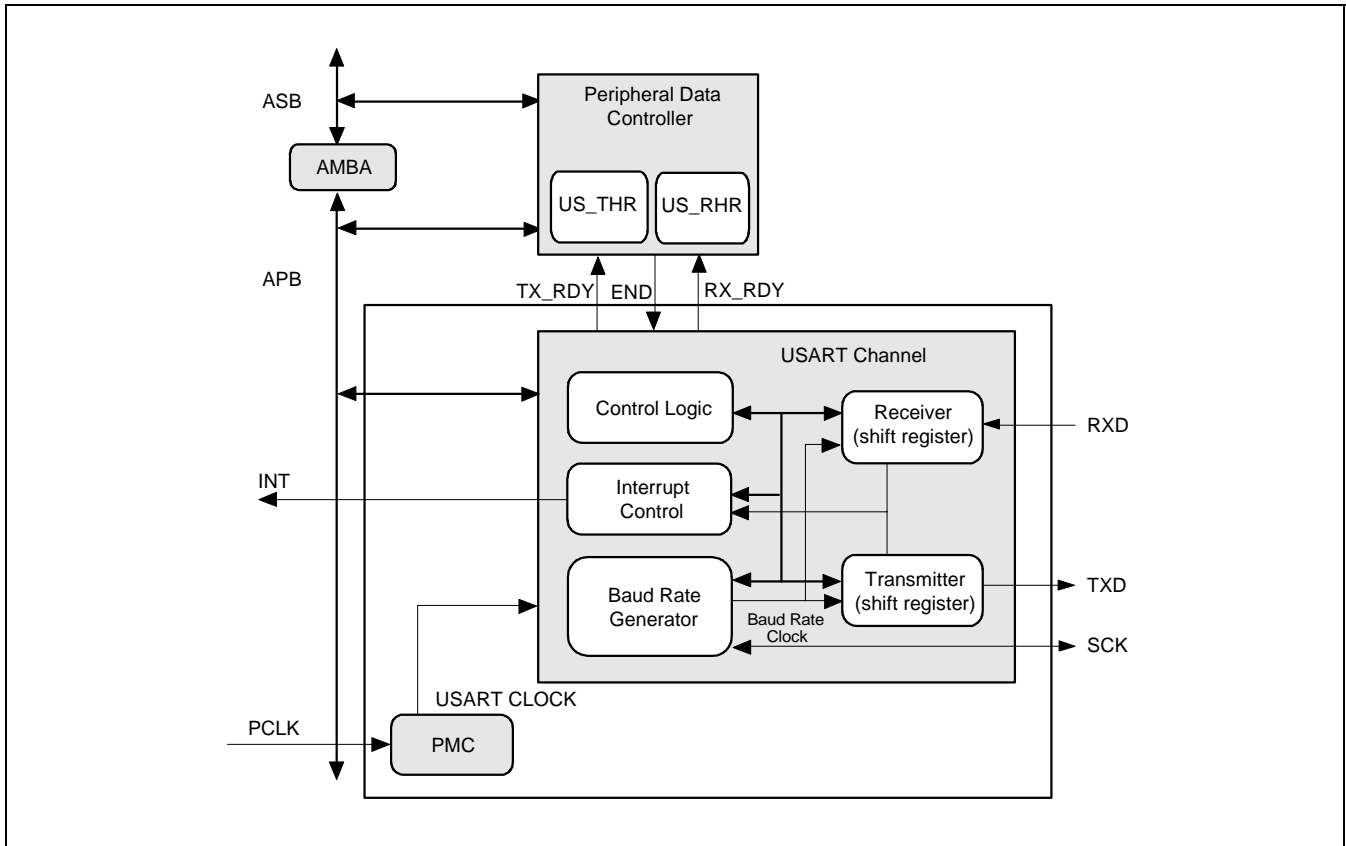 ASB
Peripheral Data
Controller
AMBA
US_THR
US_RHR
APB
TX_RDY
END
RX_RDY
USART Channel
Control Logic
Receiver
(shift register)
RXD
INT
Interrupt
Control
Baud Rate
Generator
Transmitter
(shift register)
TXD
Baud Rate
Clock
SCK
USART CLOCK
PCLK
PMC